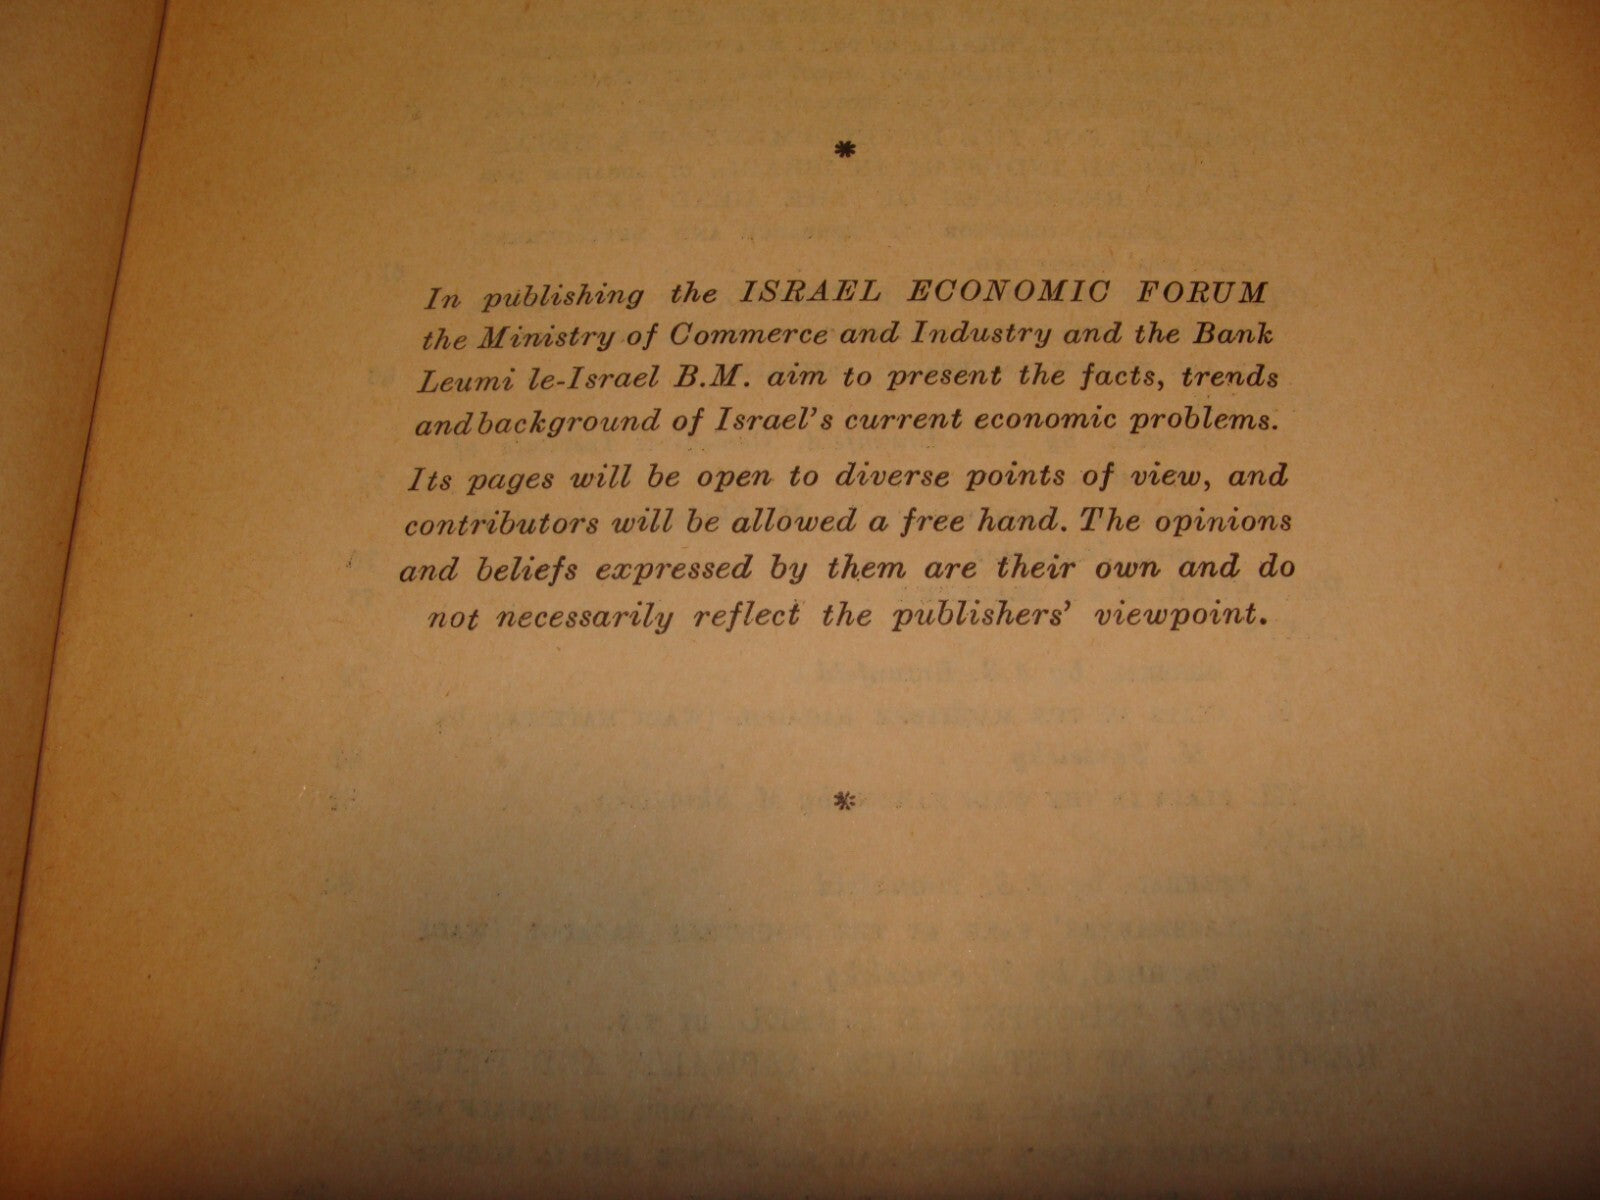 *
In publishing the ISRAEL ECONOMIC FORUM
the Ministry of Commerce and Industry and the Bank
Leumi le-Israel B.M. aim to present the facts, trends
and background of Israel's current economic problems.
Its pages will be open to diverse points of view, and
contributors will be allowed a free hand. The opinions
and beliefs expressed by them are their own and do
not necessarily reflect the publishers' viewpoint.
*